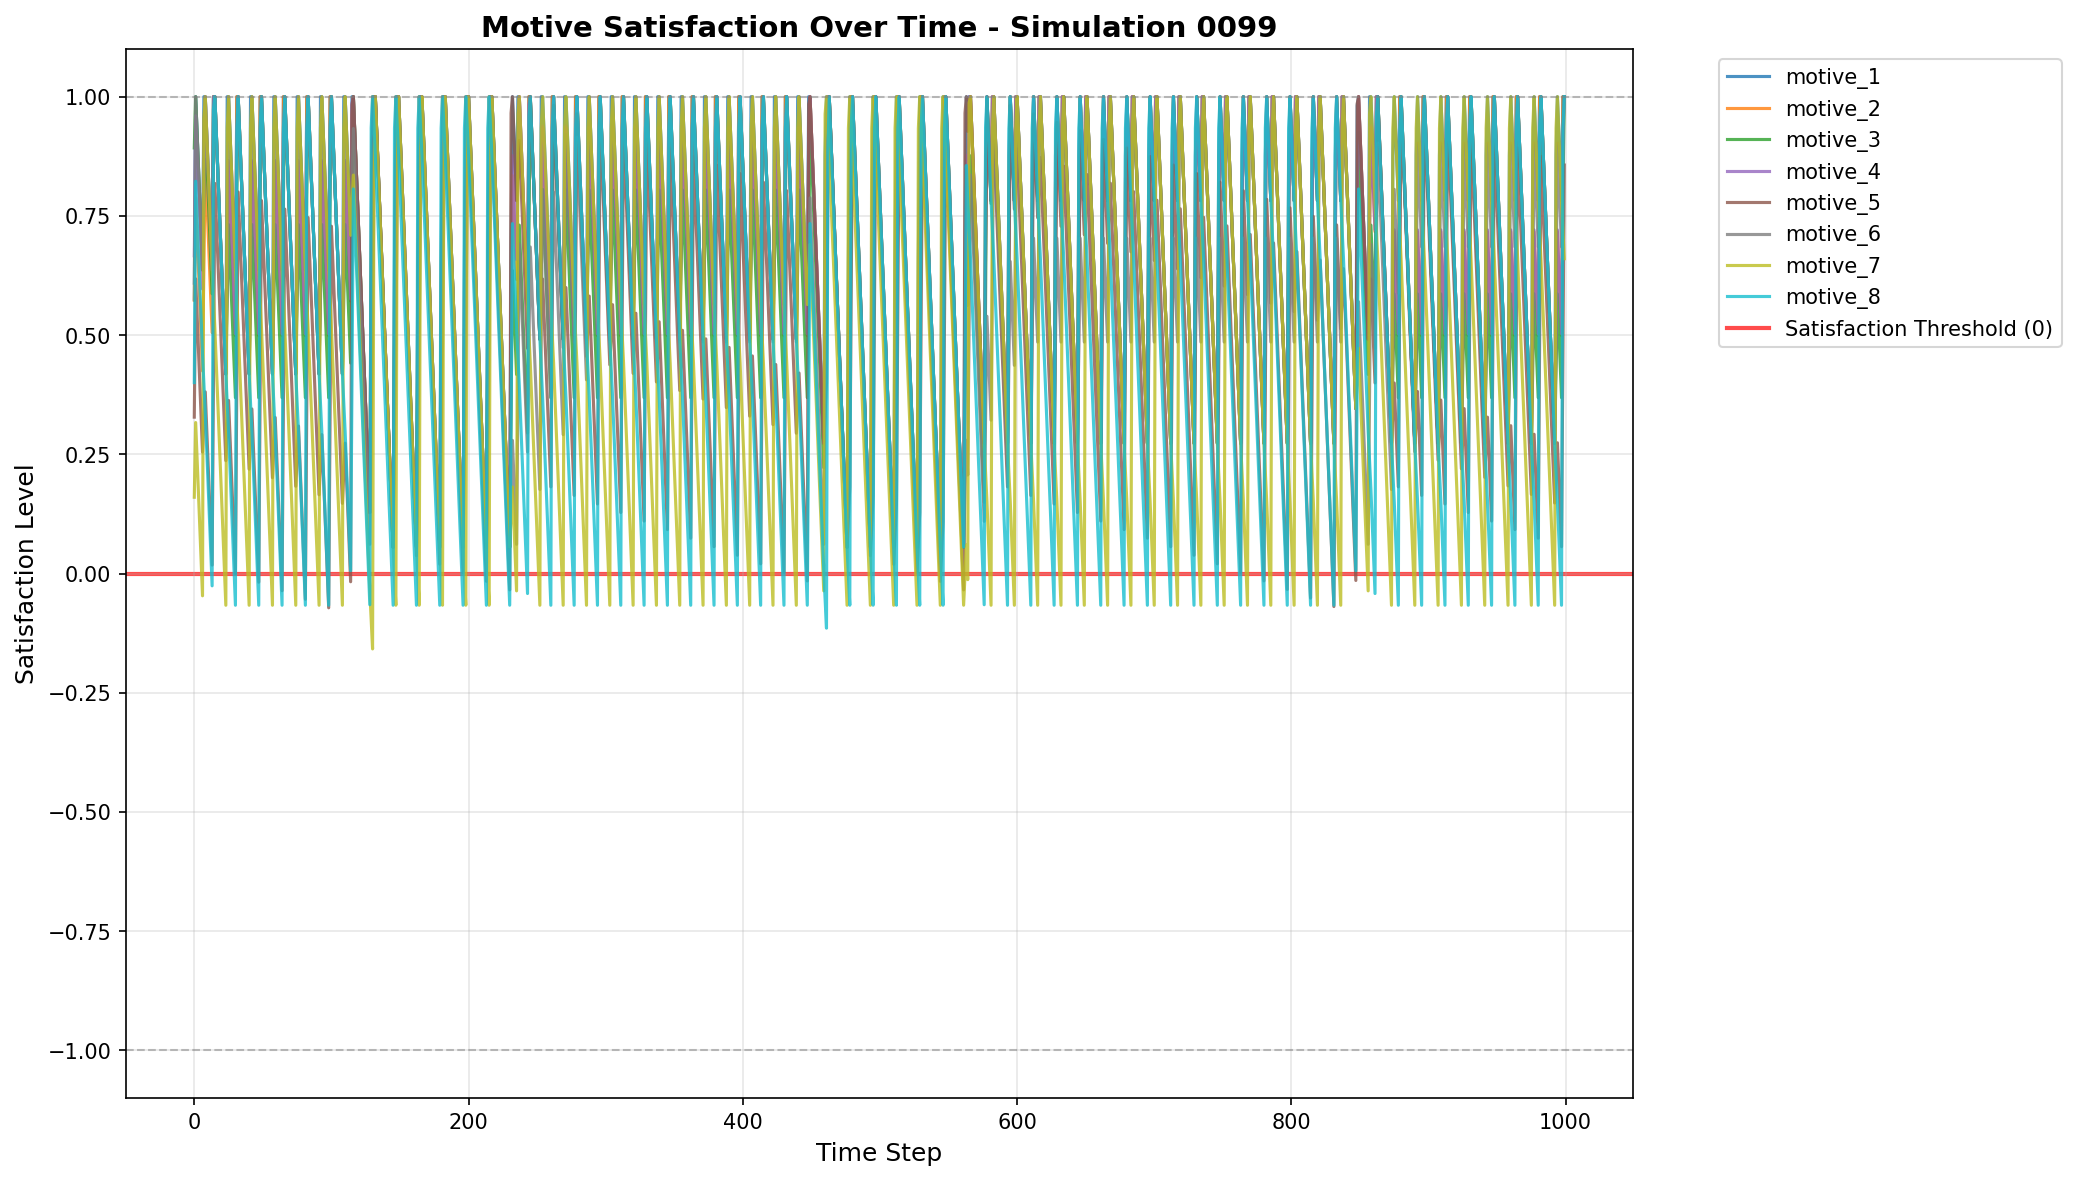 Motive Satisfaction Over Time - Simulation 0099
1.00
0.75
0.50
0.25
0.00
−0.25
−0.50
−0.75
−1.00
Satisfaction Level
0
200
400
600
800
1000
Time Step
motive_1
motive_2
motive_3
motive_4
motive_5
motive_6
motive_7
motive_8
Satisfaction Threshold (0)